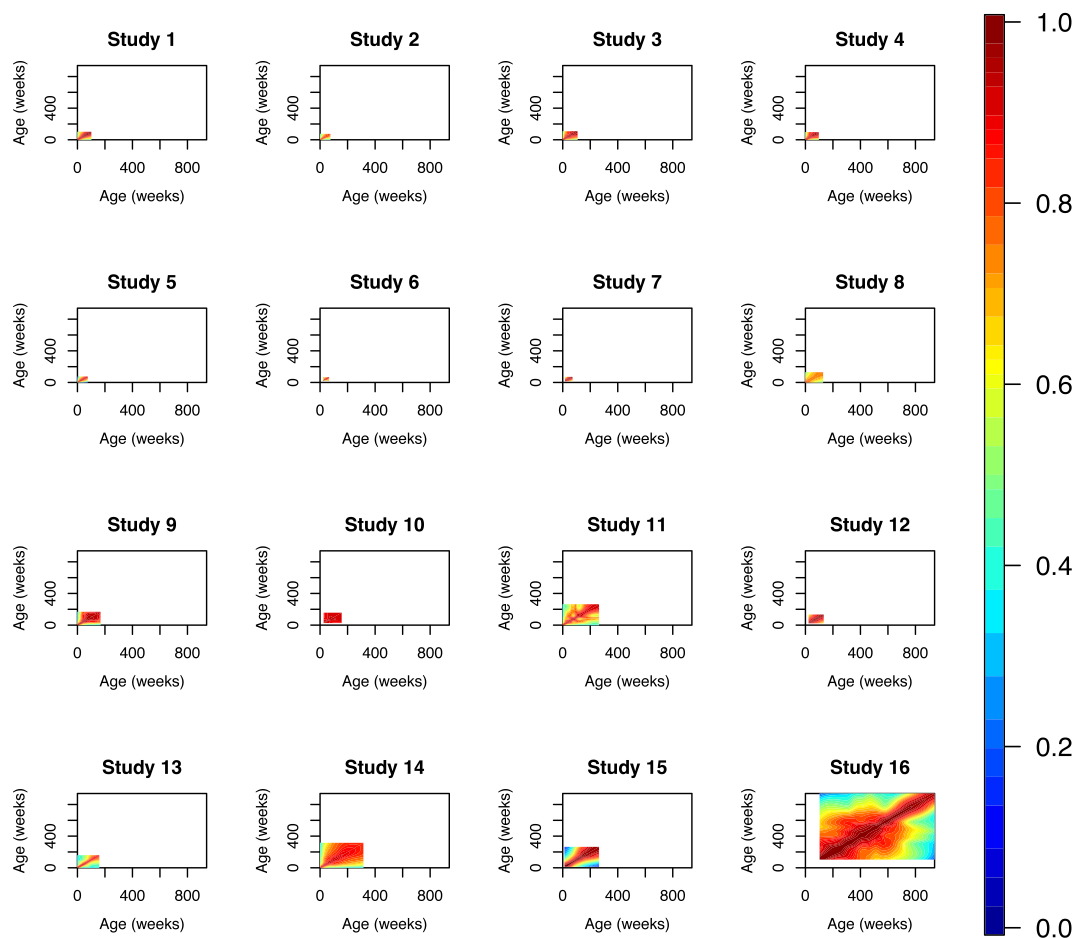 Study 1
Study 2
Study 3
Study 4
Age (weeks)
0 400
0 400 800
Age (weeks)
Age (weeks)
0 400
0 400 800
Age (weeks)
Age (weeks)
0 400
0 400 800
Age (weeks)
Age (weeks)
0 400
0 400 800
Age (weeks)
Study 5
Study 6
Study 7
Study 8
Age (weeks)
0 400
0 400 800
Age (weeks)
Age (weeks)
0 400
0 400 800
Age (weeks)
Age (weeks)
0 400
0 400 800
Age (weeks)
Age (weeks)
0 400
0 400 800
Age (weeks)
Study 9
Study 10
Study 11
Study 12
Age (weeks)
0 400
0 400 800
Age (weeks)
Age (weeks)
0 400
0 400 800
Age (weeks)
Age (weeks)
0 400
0 400 800
Age (weeks)
Age (weeks)
0 400
0 400 800
Age (weeks)
Study 13
Study 14
Study 15
Study 16
Age (weeks)
0 400
0 400 800
Age (weeks)
Age (weeks)
0 400
0 400 800
Age (weeks)
Age (weeks)
0 400
0 400 800
Age (weeks)
Age (weeks)
0 400
0 400 800
Age (weeks)
1.0
0.8
0.6
0.4
0.2
0.0